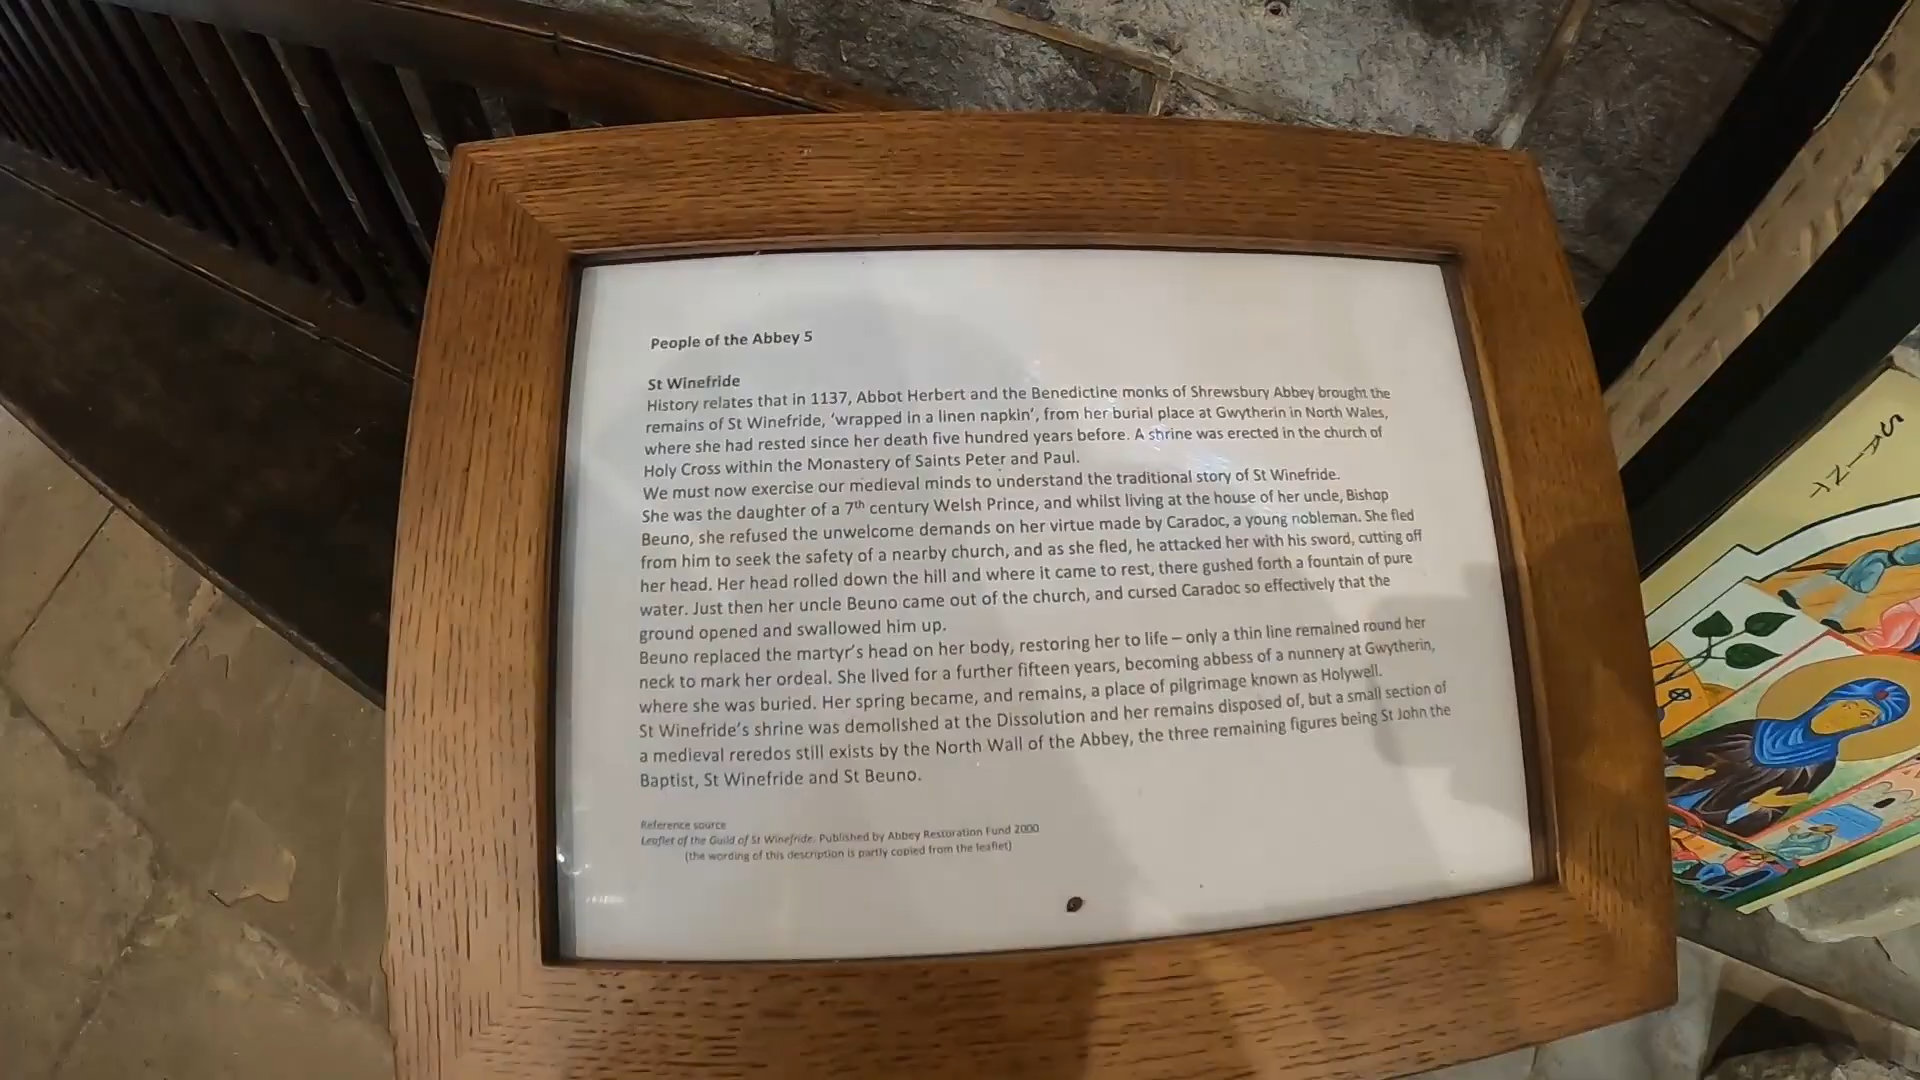 People of the Abbey 5
St Winefride
History relates that in 1137, Abbot Herbert and the Benedictine monks of Shrewsbury Abbey brought the
remains of St Winefride, ‘wrapped in a linen napkin’, from her burial place at Gwytherin in North Wales,
where she had rested since her death five hundred years before. A shrine was erected in the church of
Holy Cross within the Monastery of Saints Peter and Paul.
We must now exercise our medieval minds to understand the traditional story of St Winefride.
She was the daughter of a 7th century Welsh Prince, and whilst living at the house of her uncle, Bishop
Beuno, she refused the unwelcome demands on her virtue made by Caradoc, a young nobleman. She fled
from him to seek the safety of a nearby church, and as she fled, he attacked her with his sword, cutting off
her head. Her head rolled down the hill and where it came to rest, there gushed forth a fountain of pure
water. Just then her uncle Beuno came out of the church, and cursed Caradoc so effectively that the
ground opened and swallowed him up.
Beuno replaced the martyr’s head on her body, restoring her to life – only a thin line remained round her
neck to mark her ordeal. She lived for a further fifteen years, becoming abbess of a nunnery at Gwytherin,
where she was buried. Her spring became, and remains, a place of pilgrimage known as Holywell.
St Winefride’s shrine was demolished at the Dissolution and her remains disposed of, but a small section of
a medieval reredos still exists by the North Wall of the Abbey, the three remaining figures being St John the
Baptist, St Winefride and St Beuno.
Reference source
Leaflet of the Guild of St Winefride. Published by Abbey Restoration Fund 2000
(the wording of this description is partly copied from the leaflet)
SAINT